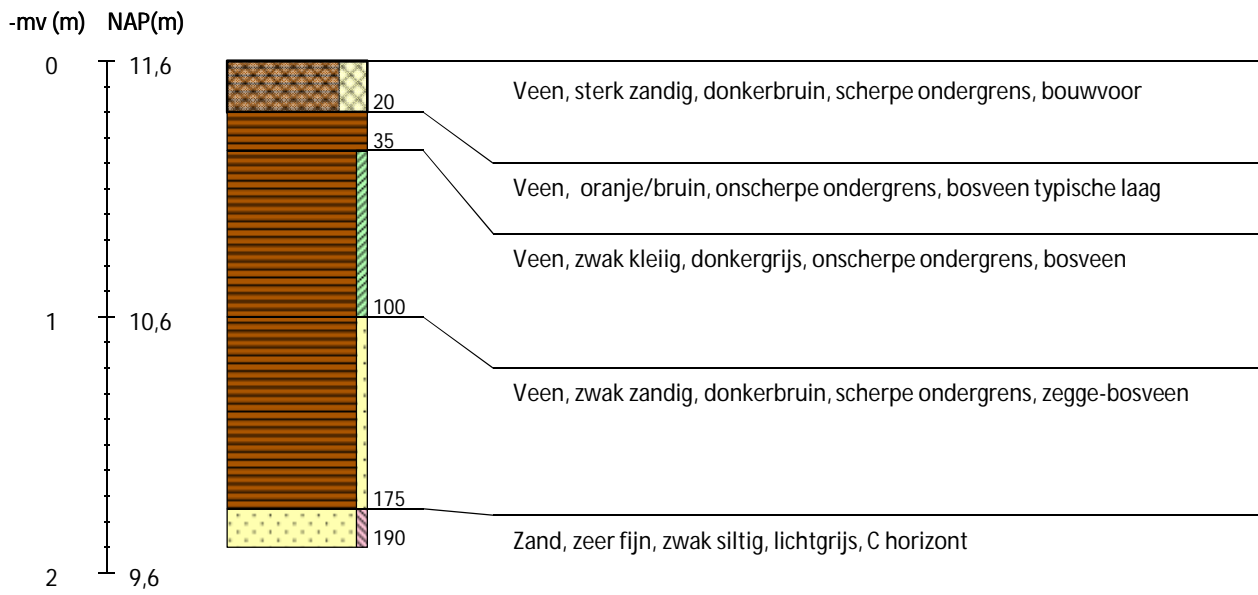 -mv (m) NAP(m)
0 11,6
Veen, sterk zandig, donkerbruin, scherpe ondergrens, bouwvoor
20
35
Veen, oranje/bruin, onscherpe ondergrens, bosveen typische laag
Veen, zwak kleiig, donkergrijs, onscherpe ondergrens, bosveen
100
1 10,6
Veen, zwak zandig, donkerbruin, scherpe ondergrens, zegge-bosveen
175
190
Zand, zeer fijn, zwak siltig, lichtgrijs, C horizont
2 9,6